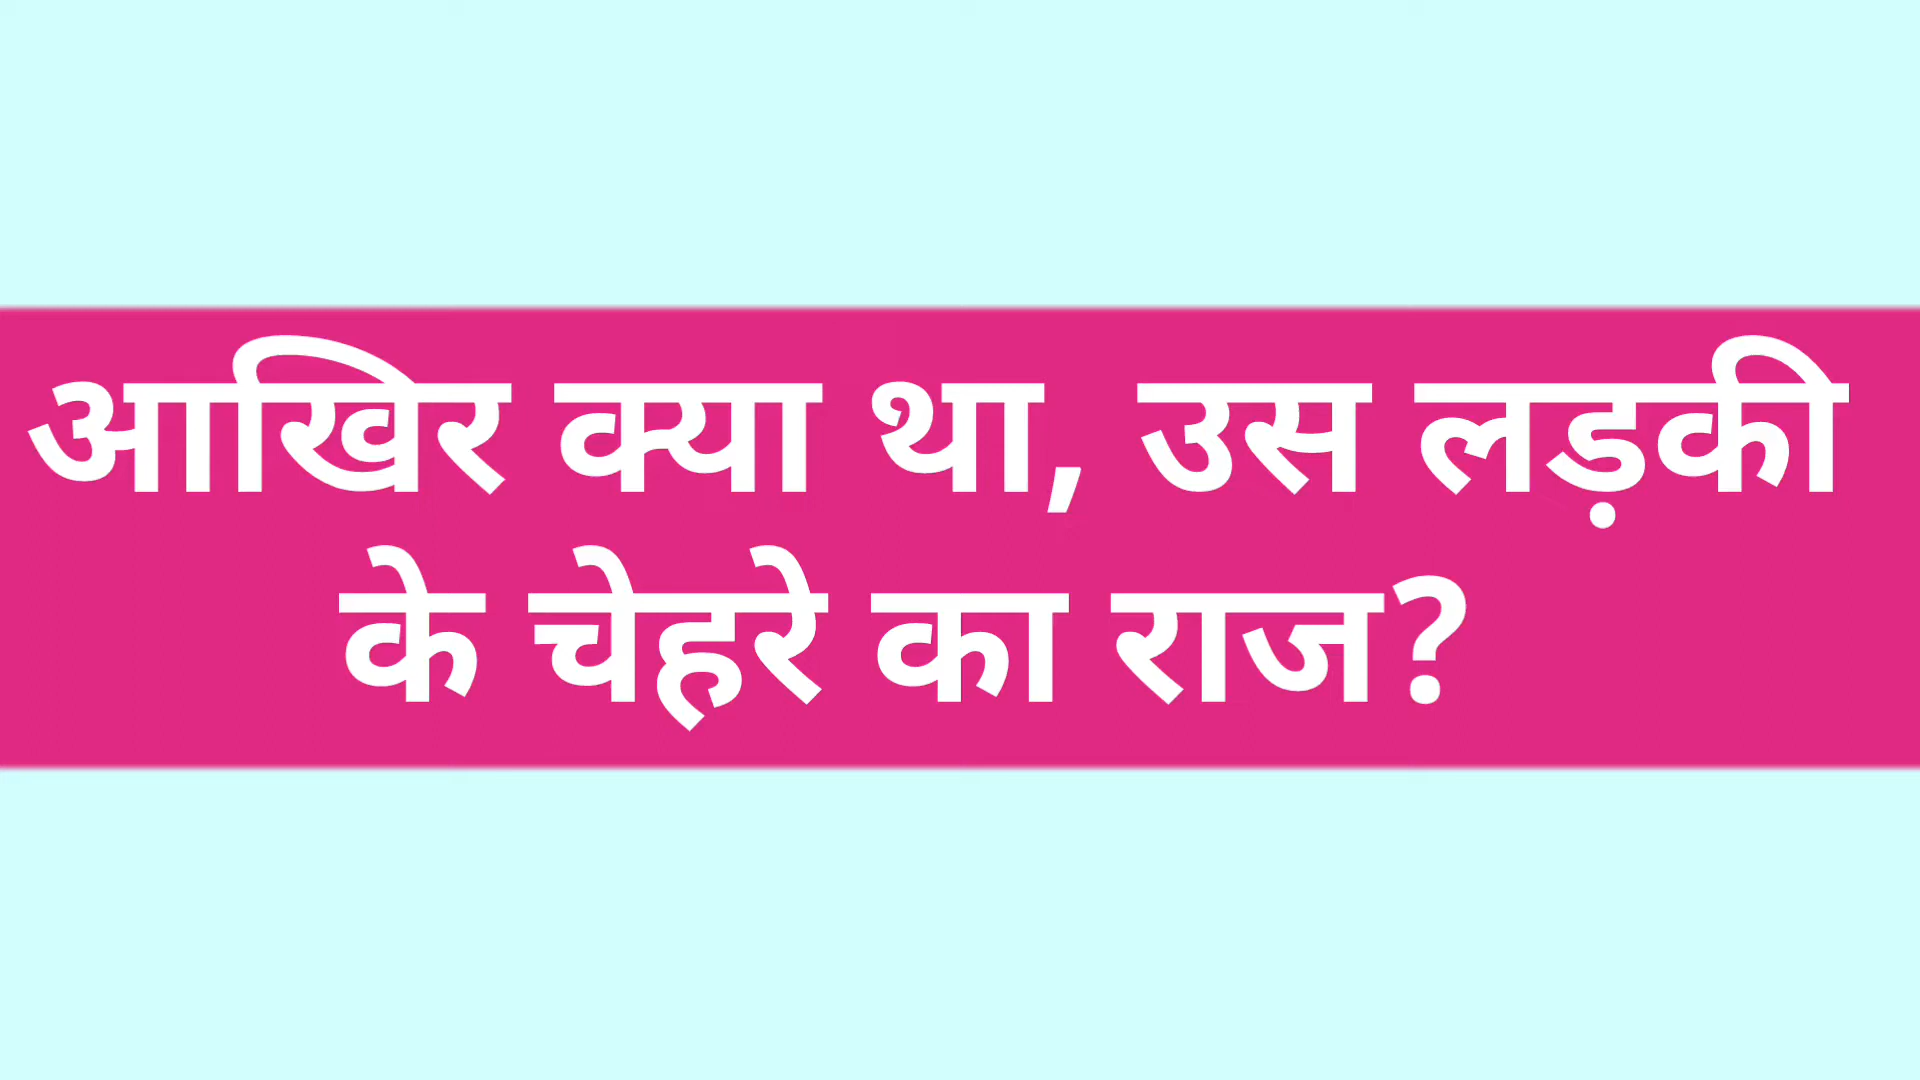 आखिर क्या था, उस लड़की
के चेहरे का राज?